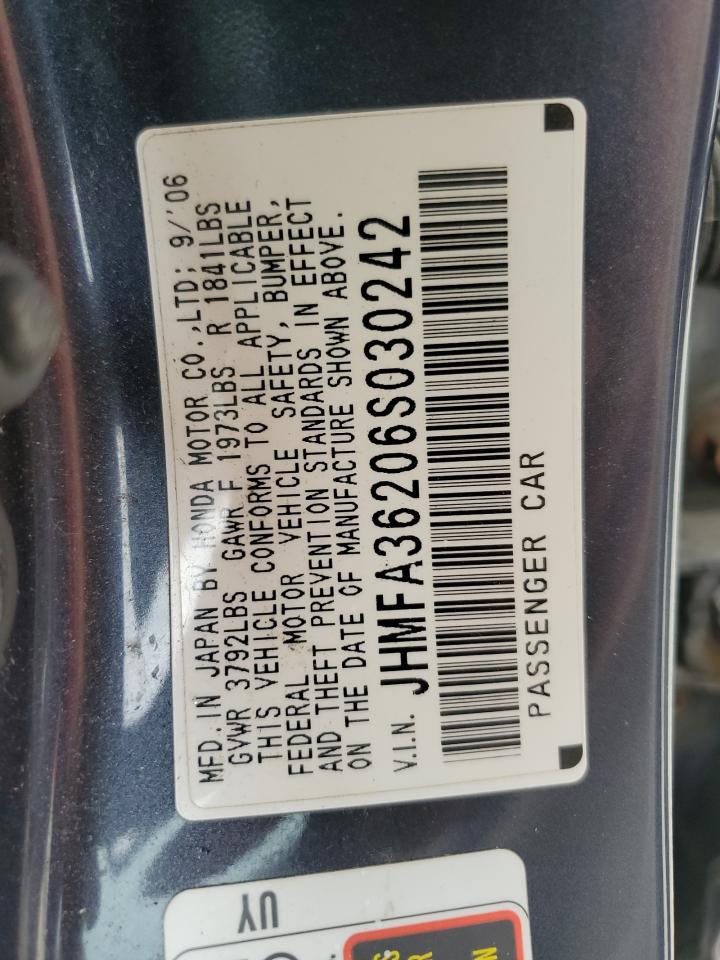 MFD. IN JAPAN BY HONDA MOTOR CO.,LTD; 9/'06
GVWR 3792LBS GAWR F 1973LBS R 1841LBS
THIS VEHICLE CONFORMS TO ALL APPLICABLE
FEDERAL MOTOR VEHICLE SAFETY, BUMPER,
AND THEFT PREVENTION STANDARDS IN EFFECT
ON THE DATE OF MANUFACTURE SHOWN ABOVE.
V.I.N. JHMFA36206S030242
PASSENGER CAR
UY